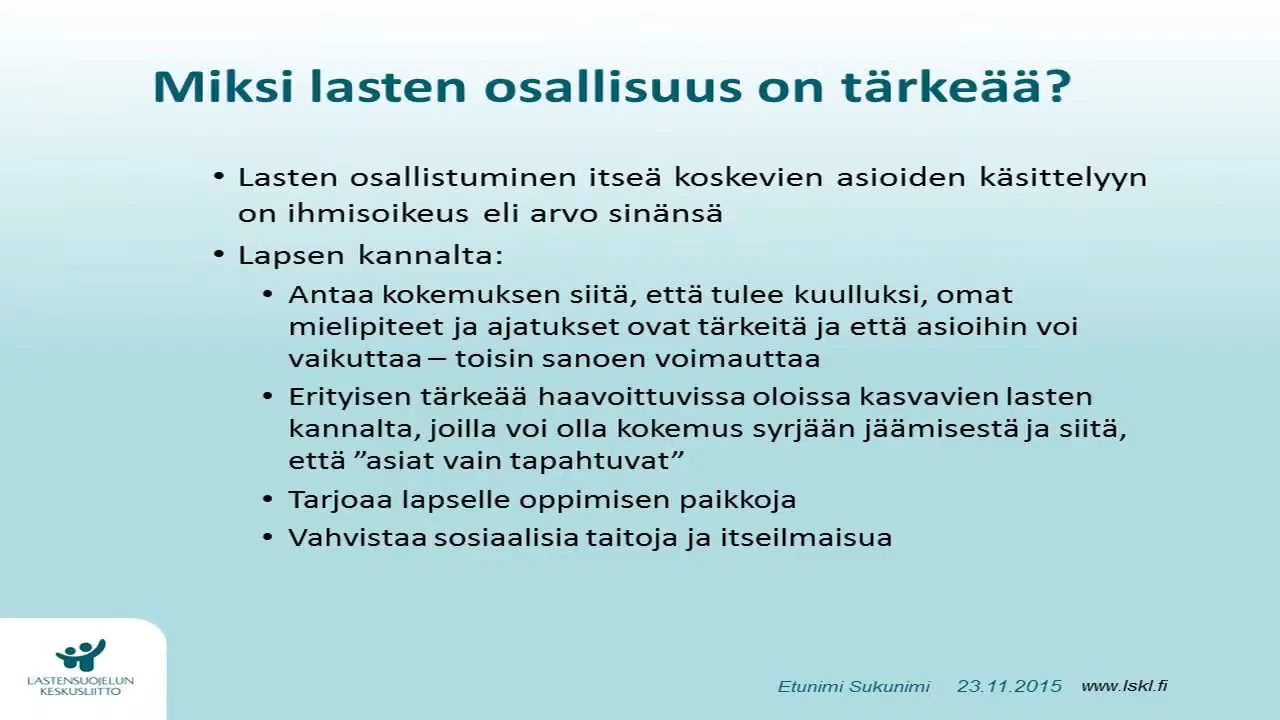 Miksi lasten osallisuus on tärkeää?
• Lasten osallistuminen itseä koskevien asioiden käsittelyyn
on ihmisoikeus eli arvo sinänsä
• Lapsen kannalta:
• Antaa kokemuksen siitä, että tulee kuulluksi, omat
mielipiteet ja ajatukset ovat tärkeitä ja että asioihin voi
vaikuttaa – toisin sanoen voimauttaa
• Erityisen tärkeää haavoittuvissa oloissa kasvavien lasten
kannalta, joilla voi olla kokemus syrjään jäämisestä ja siitä,
että ”asiat vain tapahtuvat”
• Tarjoaa lapselle oppimisen paikkoja
• Vahvistaa sosiaalisia taitoja ja itseilmaisua
LASTENSUOJELUN
KESKUSLIITTO
Etunimi Sukunimi 23.11.2015 www.lskl.fi